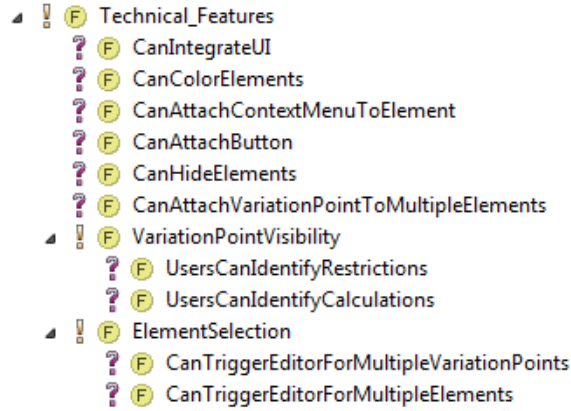 ! F Technical_Features
? F CanIntegrateUI
? F CanColorElements
? F CanAttachContextMenuToElement
? F CanAttachButton
? F CanHideElements
? F CanAttachVariationPointToMultipleElements
! F VariationPointVisibility
? F UsersCanIdentifyRestrictions
? F UsersCanIdentifyCalculations
! F ElementSelection
? F CanTriggerEditorForMultipleVariationPoints
? F CanTriggerEditorForMultipleElements